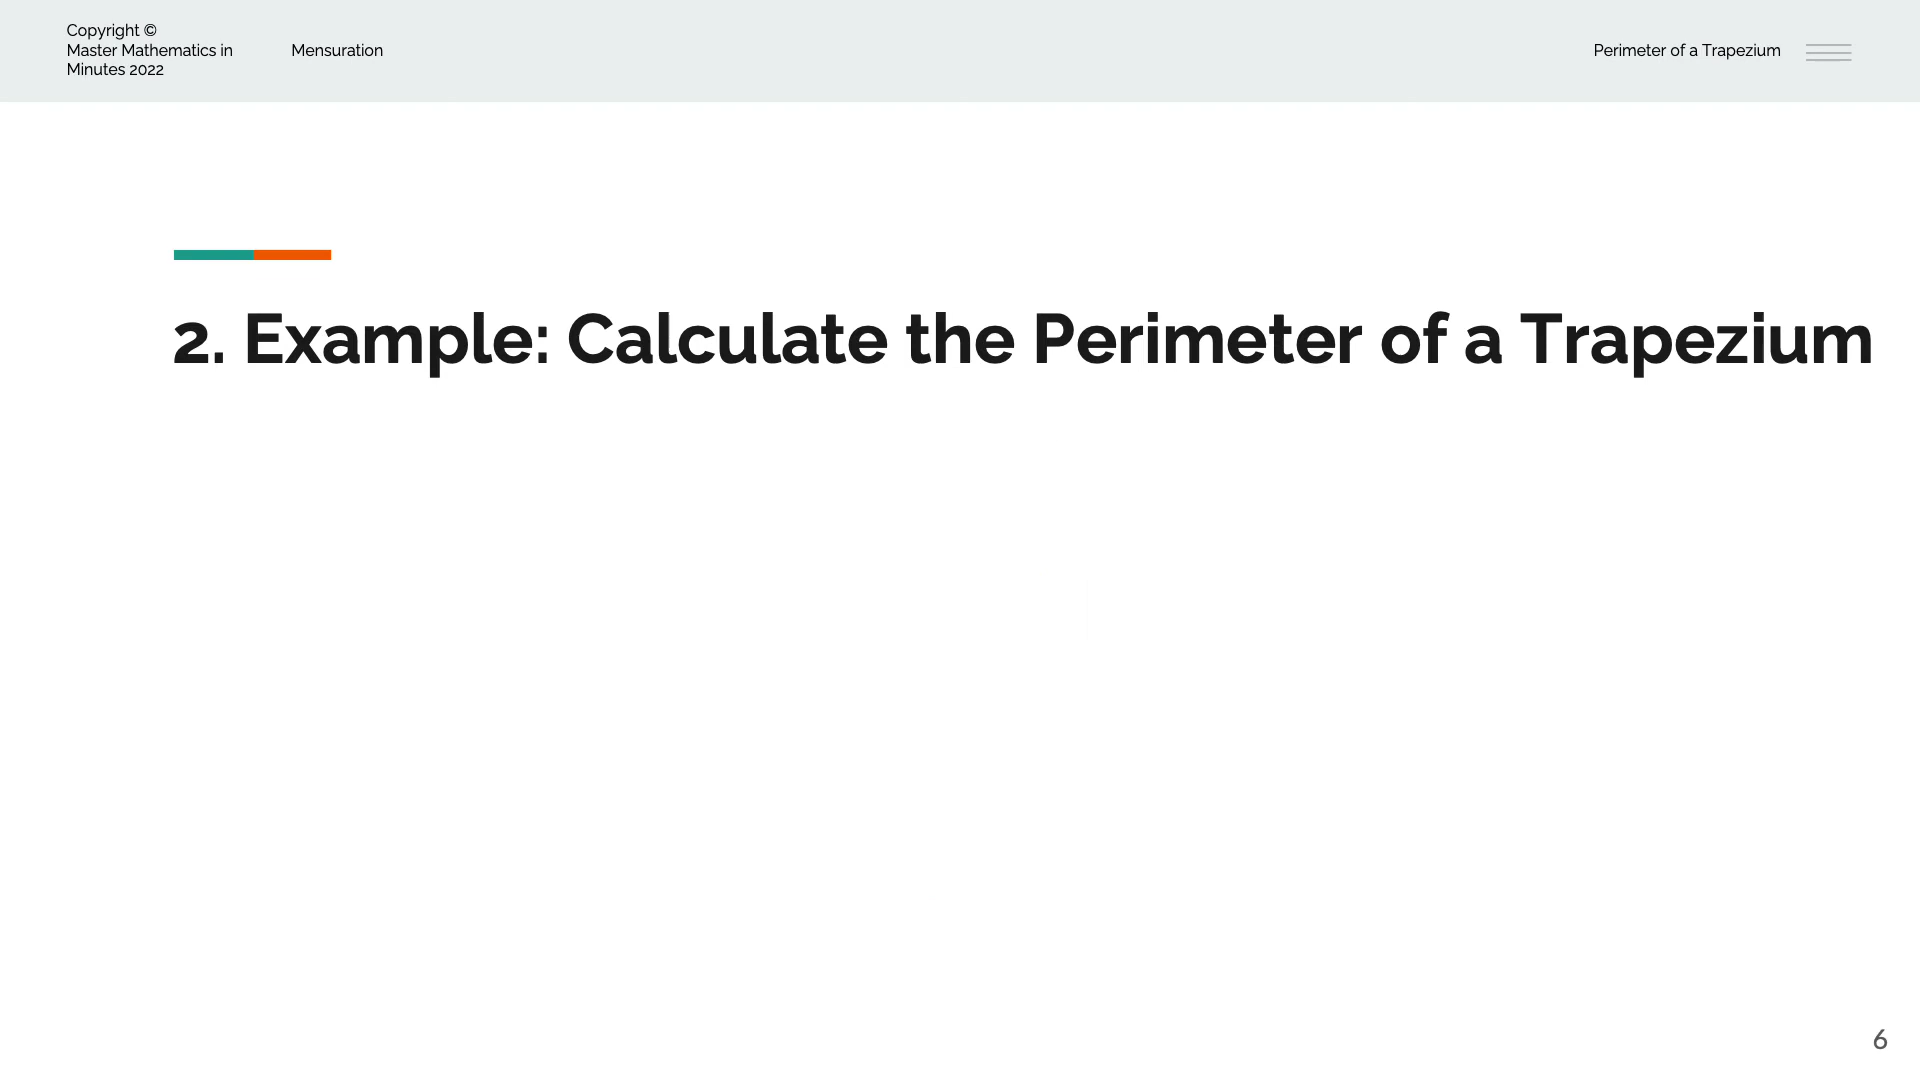 Copyright ©
Master Mathematics in
Minutes 2022
Mensuration
Perimeter of a Trapezium
2. Example: Calculate the Perimeter of a Trapezium
6